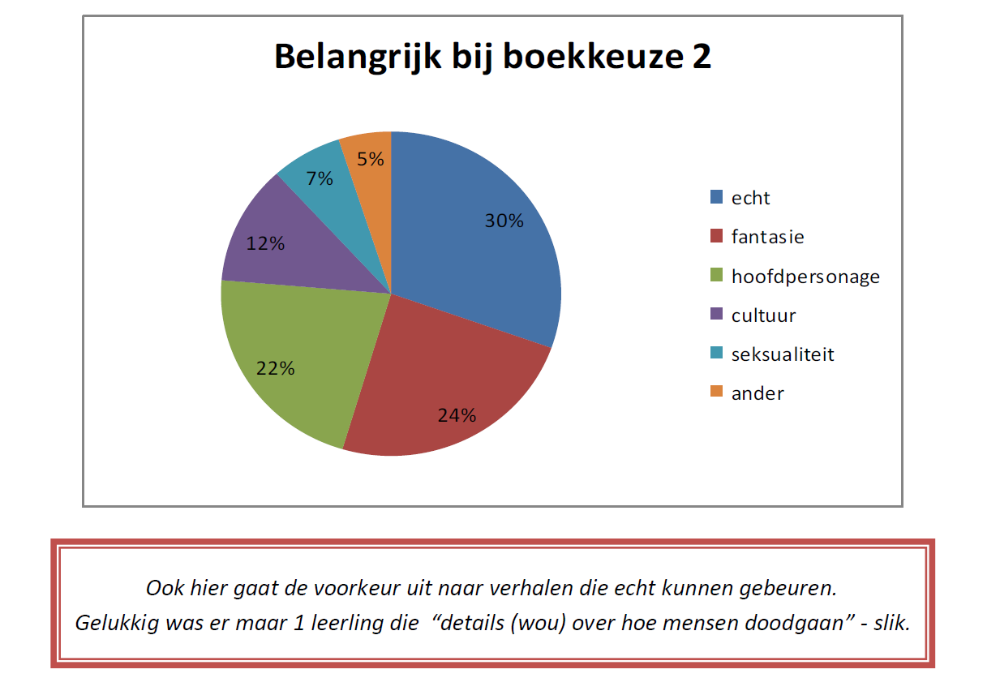 Belangrijk bij boekkeuze 2
5%
7%
30%
12%
22%
24%
echt
fantasie
hoofdpersonage
cultuur
seksualiteit
ander
Ook hier gaat de voorkeur uit naar verhalen die echt kunnen gebeuren.
Gelukkig was er maar 1 leerling die “details (wou) over hoe mensen doodgaan” - slik.